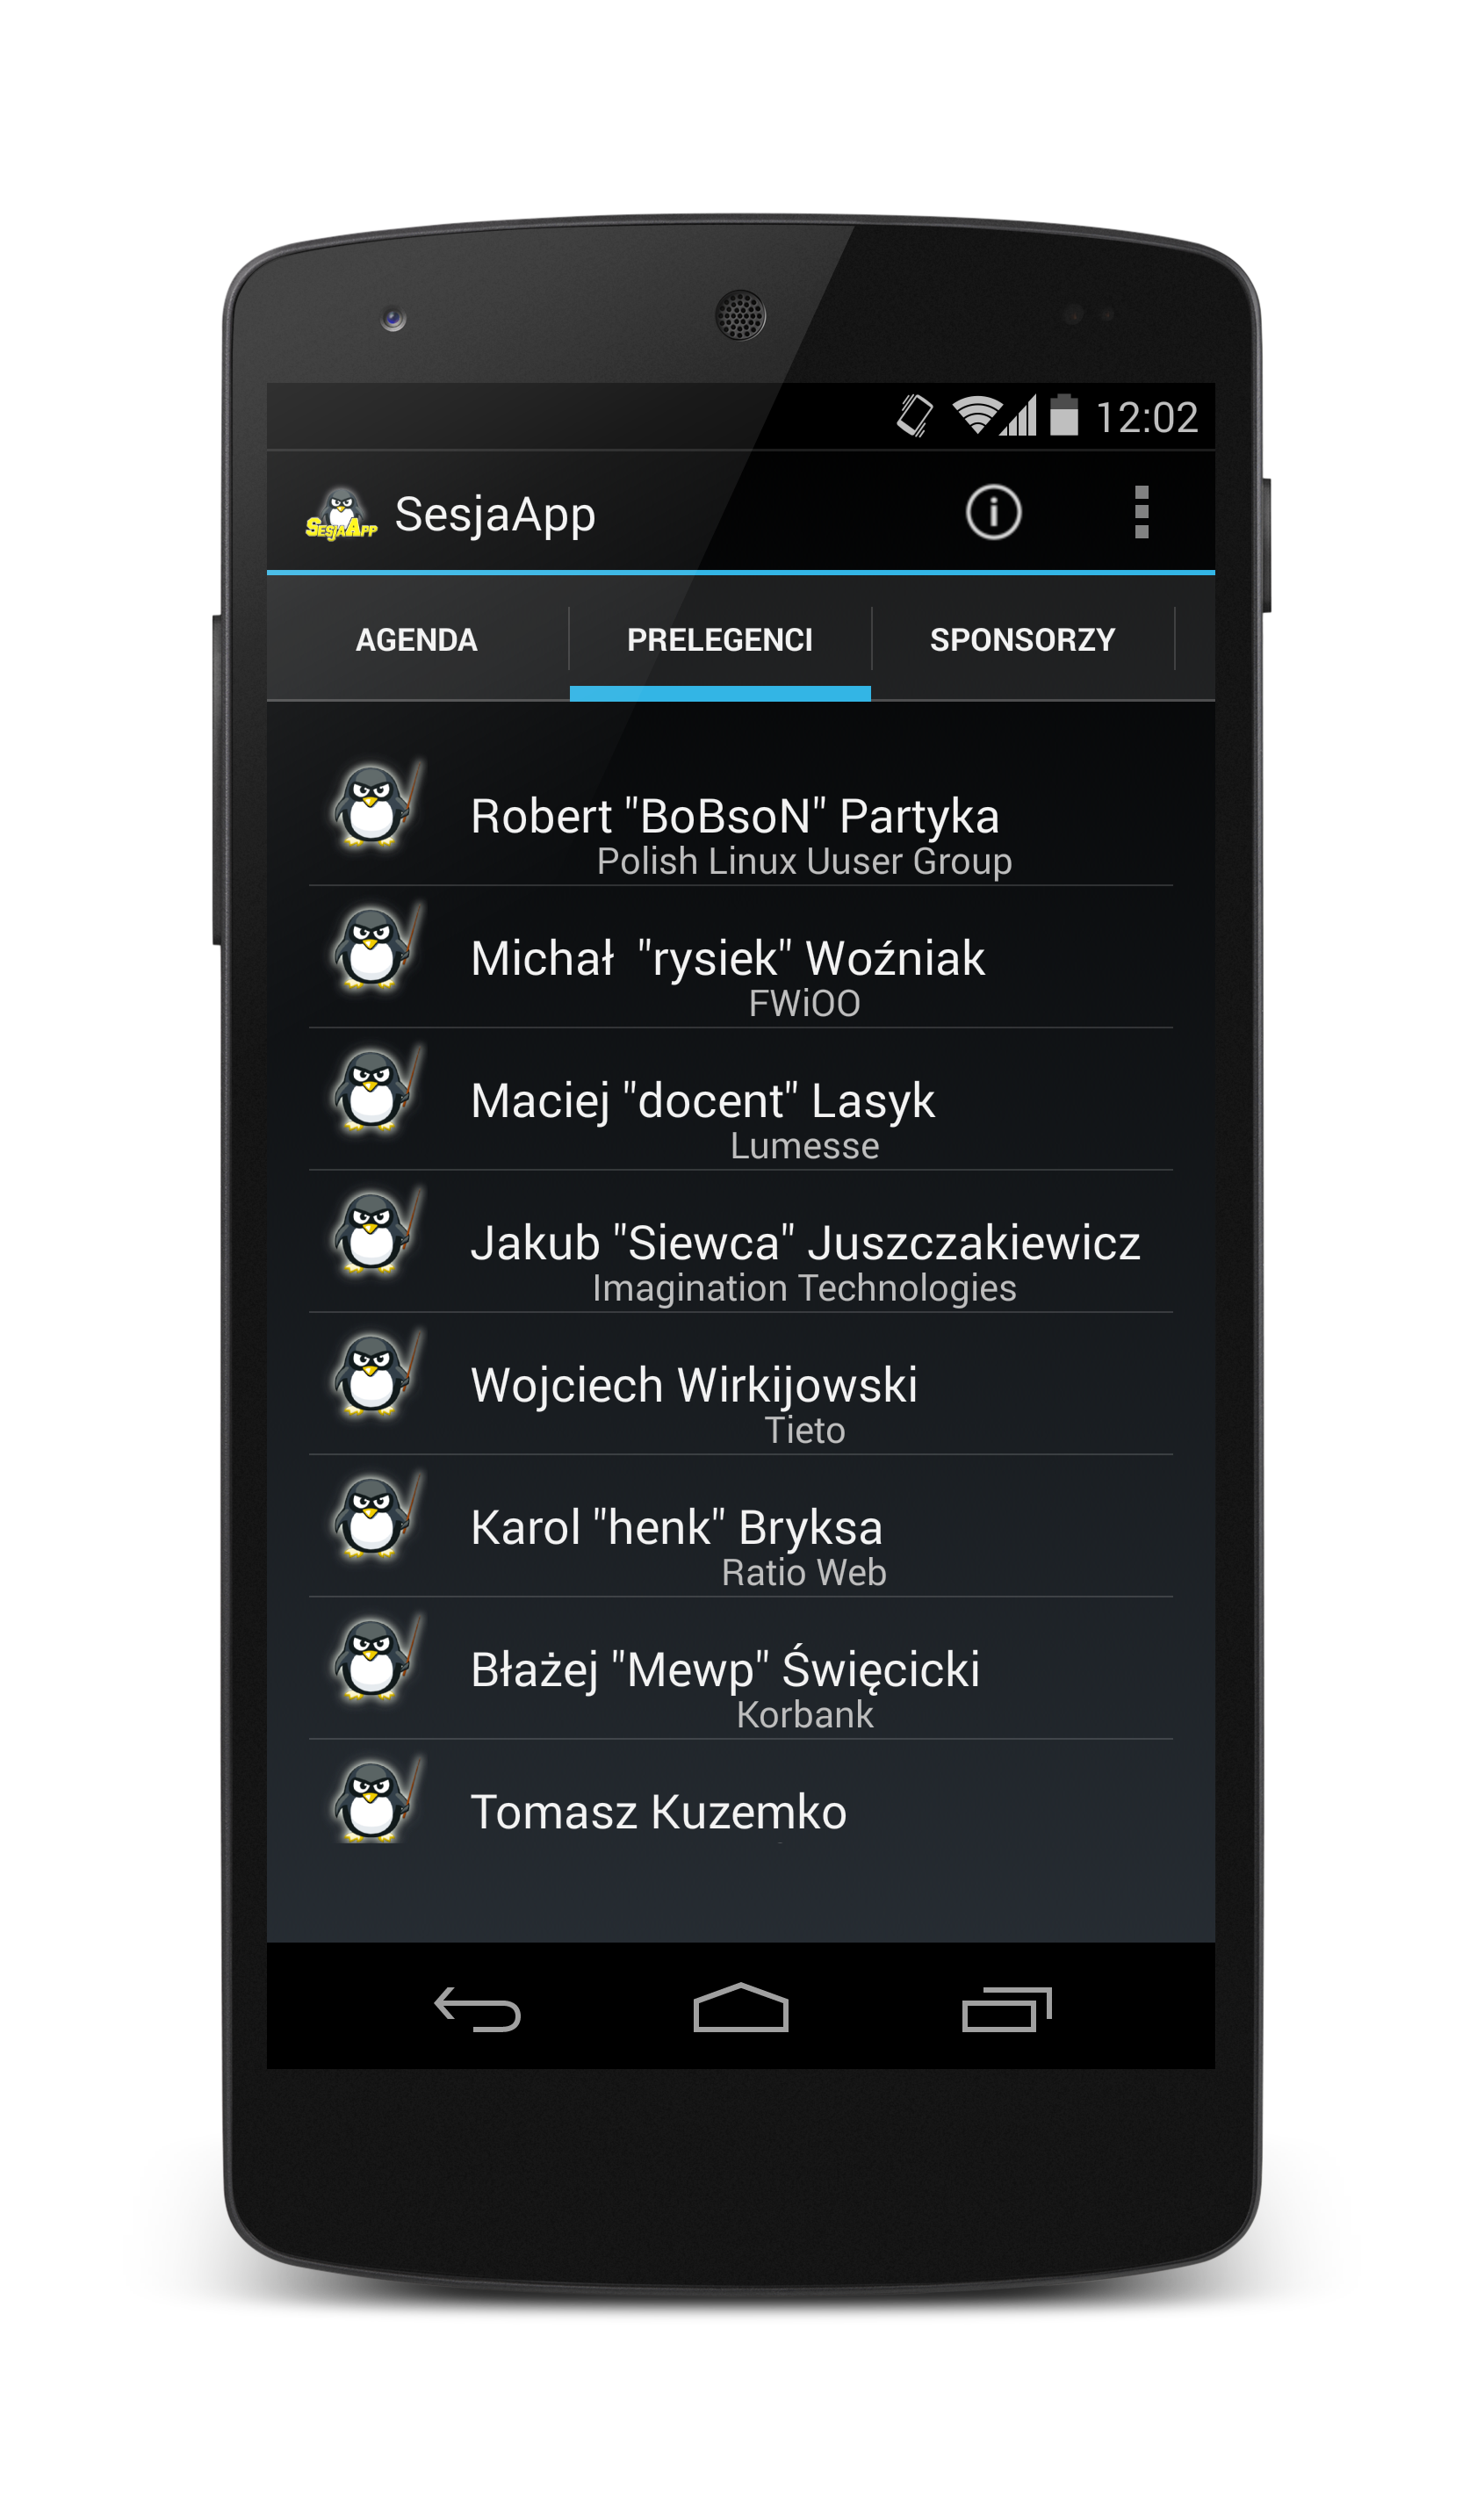 12:02
SesjaApp
SesjaApp
AGENDA
PRELEGENCI
SPONSORZY
Robert "BoBsoN" Partyka
Polish Linux Uuser Group
Michał  "rysiek" Woźniak
FWiOO
Maciej "docent" Lasyk
Lumesse
Jakub "Siewca" Juszczakiewicz
Imagination Technologies
Wojciech Wirkijowski
Tieto
Karol "henk" Bryksa
Ratio Web
Błażej "Mewp" Święcicki
Korbank
Tomasz Kuzemko